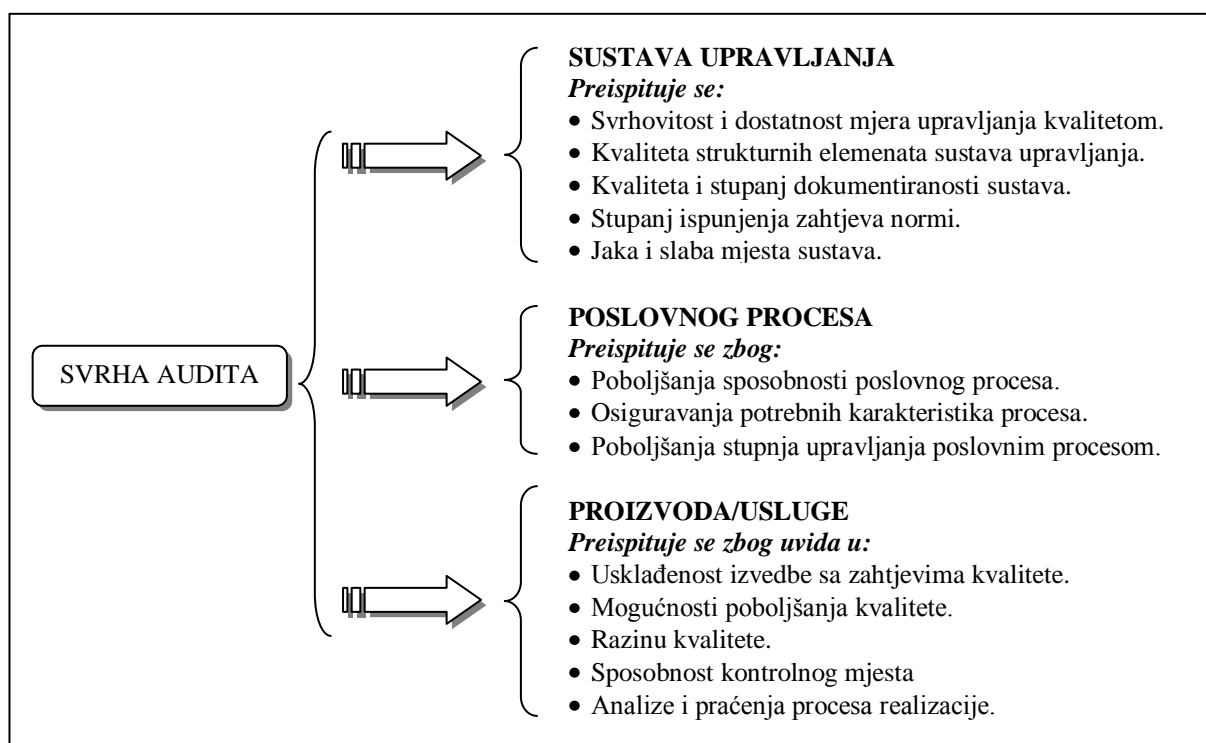 SVRHA AUDITA
SUSTAVA UPRAVLJANJA
Preispituje se:
• Svrhovitost i dostatnost mjera upravljanja kvalitetom.
• Kvaliteta strukturnih elemenata sustava upravljanja.
• Kvaliteta i stupanj dokumentiranosti sustava.
• Stupanj ispunjenja zahtjeva normi.
• Jaka i slaba mjesta sustava.
POSLOVNOG PROCESA
Preispituje se zbog:
• Poboljšanja sposobnosti poslovnog procesa.
• Osiguravanja potrebnih karakteristika procesa.
• Poboljšanja stupnja upravljanja poslovnim procesom.
PROIZVODA/USLUGE
Preispituje se zbog uvida u:
• Usklađenost izvedbe sa zahtjevima kvalitete.
• Mogućnosti poboljšanja kvalitete.
• Razinu kvalitete.
• Sposobnost kontrolnog mjesta
• Analize i praćenja procesa realizacije.